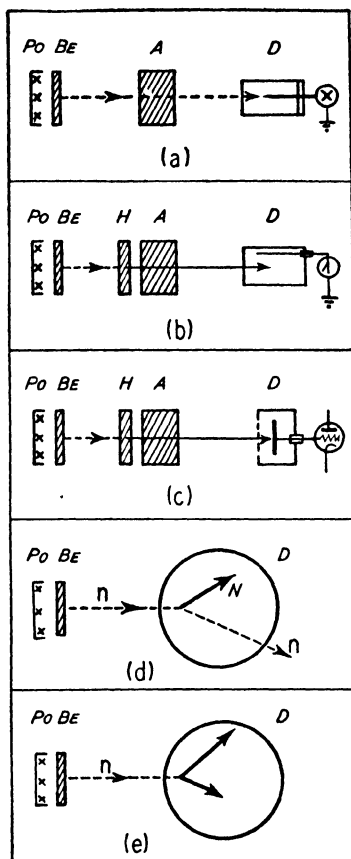 Po Be A D
(a)
Po Be H A D
(b)
Po Be H A D
(c)
Po Be D
n N
n
(d)
Po Be D
n
(e)